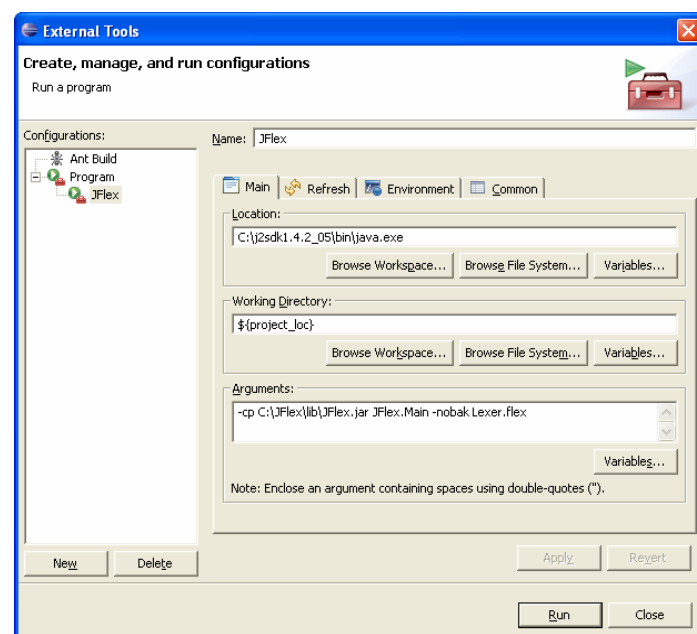 External Tools
Create, manage, and run configurations
Run a program
Configurations:
Ant Build
Program
JFlex
Name: JFlex
Main Refresh Environment Common
Location:
C:\j2sdk1.4.2_05\bin\java.exe
Browse Workspace... Browse File System... Variables...
Working Directory:
${project_loc}
Browse Workspace... Browse File System... Variables...
Arguments:
-cp C:\JFlex\lib\JFlex.jar JFlex.Main -nobak Lexer.flex
Variables...
Note: Enclose an argument containing spaces using double-quotes (").
New Delete
Apply Revert
Run Close